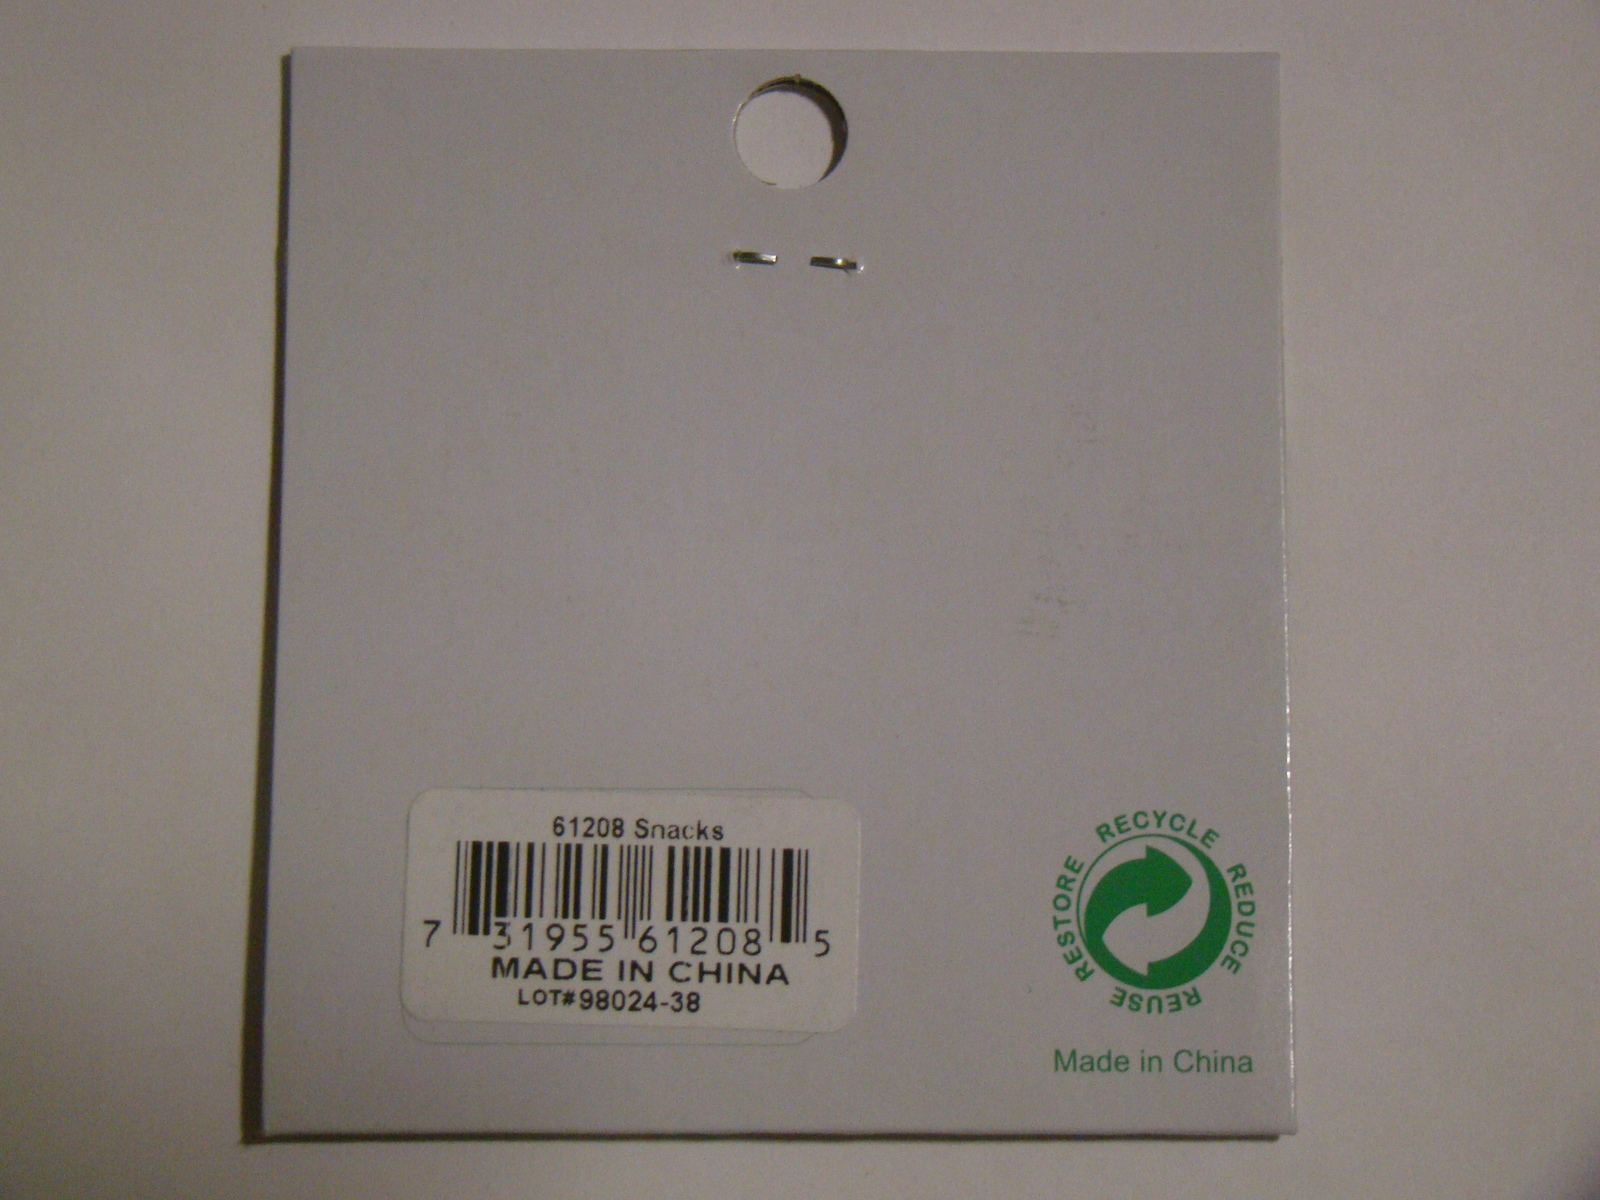 61208 Snacks
7 31955 61208 5
MADE IN CHINA
LOT#98024-38
RECYCLE REDUCE REUSE RESTORE
Made in China